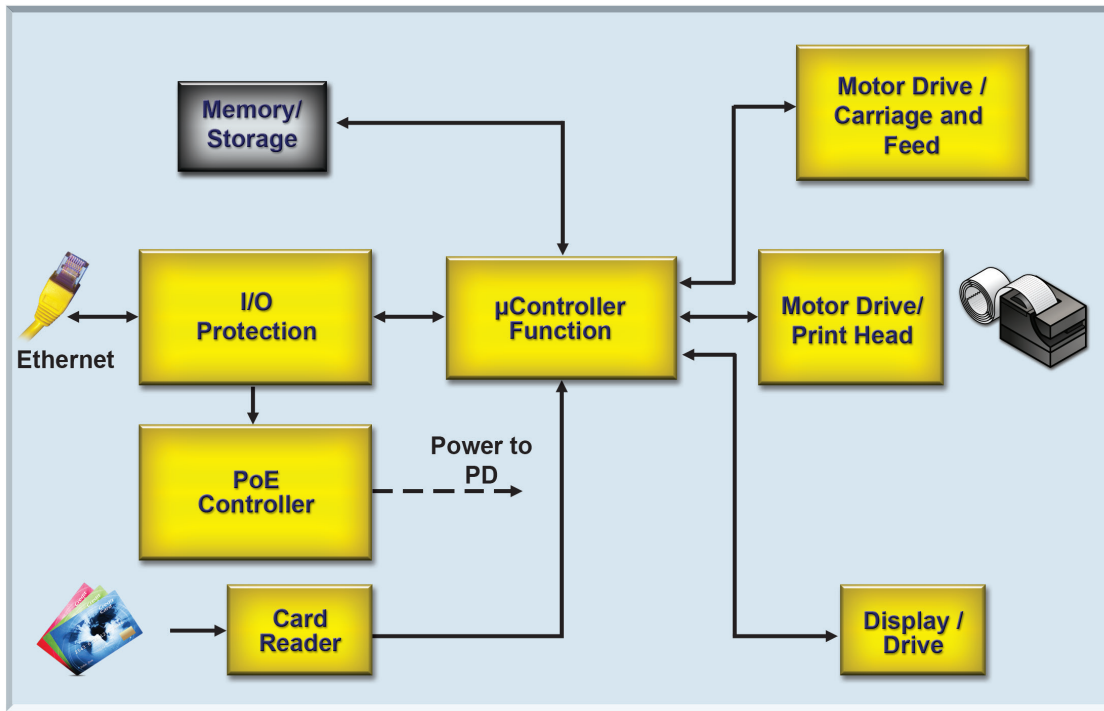 Memory/
Storage
Motor Drive /
Carriage and
Feed
I/O
Protection
µController
Function
Motor Drive/
Print Head
Ethernet
PoE
Controller
Power to
PD
Card
Reader
Display /
Drive